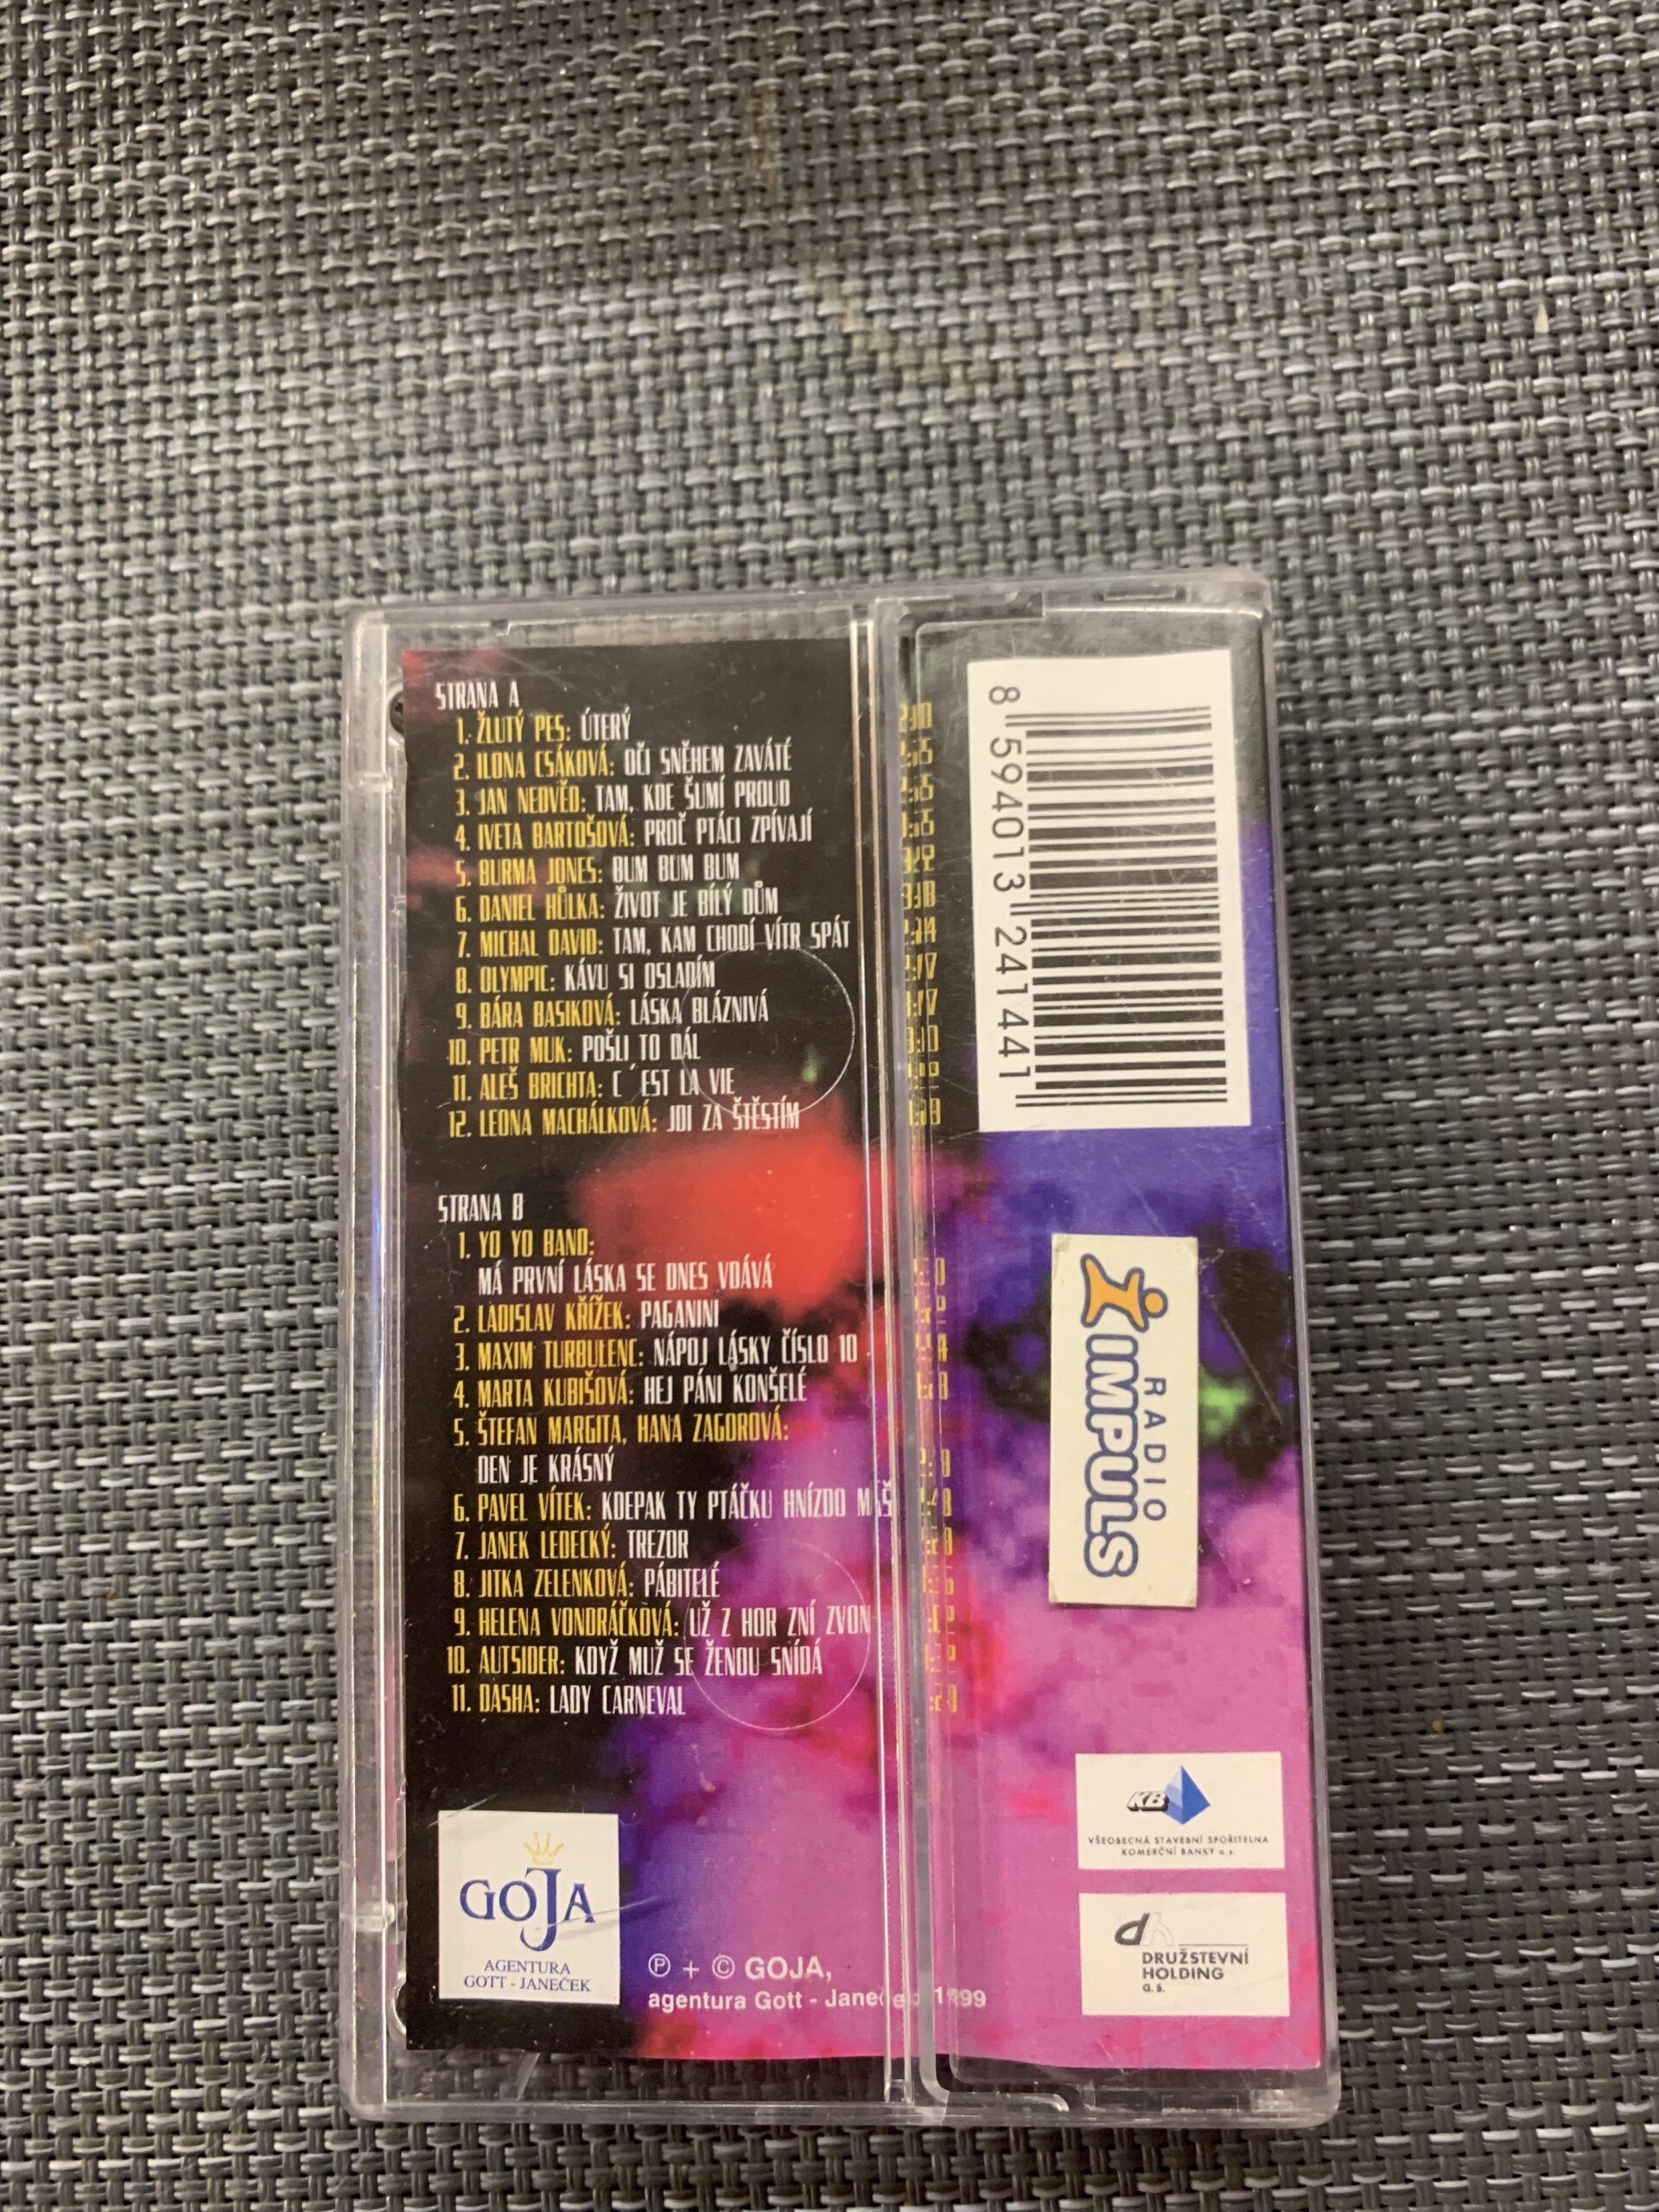 STRANA A
1. ŽLUTÝ PES: ÚTERÝ
2. ILONA CSÁKOVÁ: OČI SNĚHEM ZAVÁTÉ
3. JAN NEDVĚD: TAM, KDE ŠUMÍ PROUD
4. IVETA BARTOŠOVÁ: PROČ PTÁCI ZPÍVAJÍ
5. BURMA JONES: BUM BUM BUM
6. DANIEL HŮLKA: ŽIVOT JE BÍLÝ DŮM
7. MICHAL DAVID: TAM, KAM CHODÍ VÍTR SPÁT
8. OLYMPIC: KÁVU SI OSLADÍM
9. BÁRA BASIKOVÁ: LÁSKA BLÁZNIVÁ
10. PETR MUK: POŠLI TO DÁL
11. ALEŠ BRICHTA: C´EST LA VIE
12. LEONA MACHÁLKOVÁ: JDI ZA ŠTĚSTÍM
STRANA B
1. YO YO BAND:
MÁ PRVNÍ LÁSKA SE DNES VDÁVÁ
2. LADISLAV KŘÍŽEK: PAGANINI
3. MAXIM TURBULENC: NÁPOJ LÁSKY ČÍSLO 10
4. MARTA KUBIŠOVÁ: HEJ PÁNI KONŠELÉ
5. ŠTEFAN MARGITA, HANA ZAGOROVÁ:
DEN JE KRÁSNÝ
6. PAVEL VÍTEK: KDEPAK TY PTÁČKU HNÍZDO MÁŠ
7. JANEK LEDECKÝ: TREZOR
8. JITKA ZELENKOVÁ: PÁBITELÉ
9. HELENA VONDRÁČKOVÁ: UŽ Z HOR ZNÍ ZVON
10. AUTSIDER: KDYŽ MUŽ SE ŽENOU SNÍDÁ
11. DASHA: LADY CARNEVAL
GOJA
AGENTURA
GOTT - JANEČEK
℗ + © GOJA,
agentura Gott - Janeček 1999
8 594013 241441
RADIO
IMPULS
KB
VŠEOBECNÁ STAVEBNÍ SPOŘITELNA
KOMERČNÍ BANKY a.s.
dh
DRUŽSTEVNÍ
HOLDING
a.s.